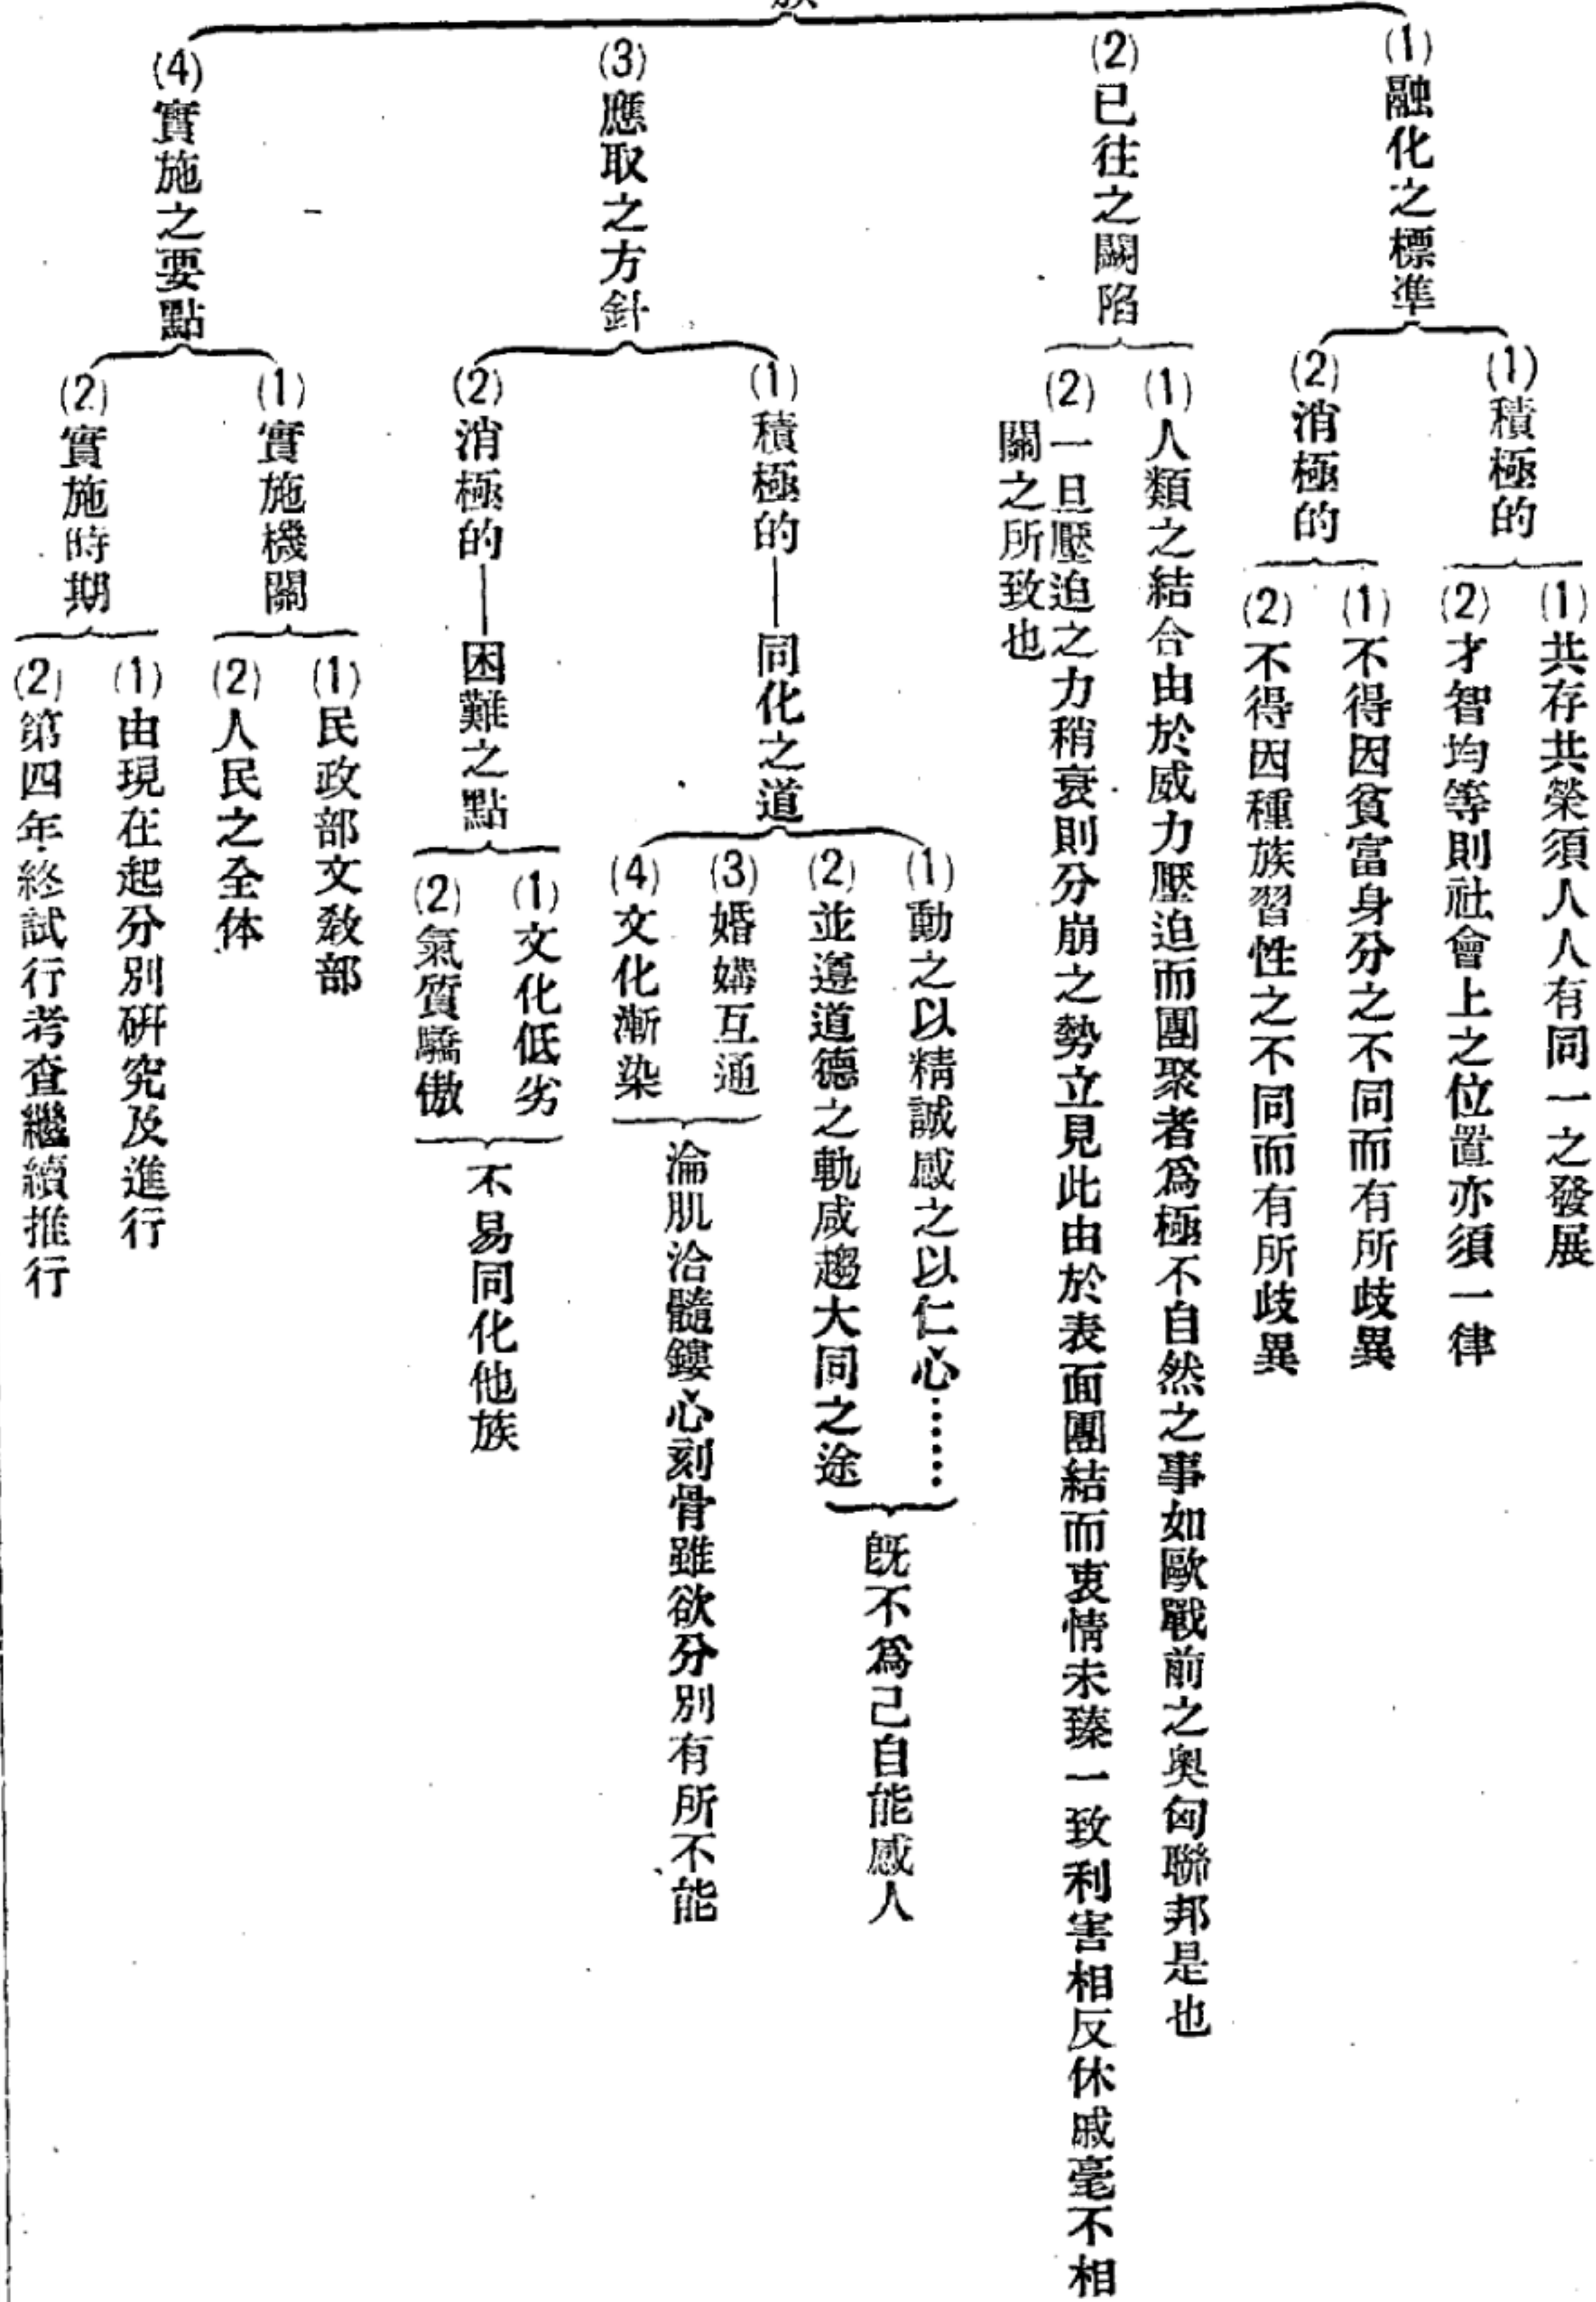 族
(1)融化之標準
(1)積極的
(1)共存共榮須人人有同一之發展
(2)才智均等則社會上之位置亦須一律
(2)消極的
(1)不得因貧富身分之不同而有所歧異
(2)不得因種族習性之不同而有所歧異
(2)已往之闕陷
(1)人類之結合由於威力壓迫而團聚者爲極不自然之事如歐戰前之奧匈聯邦是也
(2)一旦壓迫之力稍衰則分崩之勢立見此由於表面團結而衷情未臻一致利害相反休戚毫不相
關之所致也
(3)應取之方針
(1)積極的——同化之道
(1)動之以精誠感之以仁心……
(2)並遵道德之軌咸趨大同之途
既不爲己自能感人
(3)婚媾互通
(4)文化漸染
淪肌洽髓鏤心刻骨雖欲分別有所不能
(2)消極的——困難之點
(1)文化低劣
(2)氣質驕傲
不易同化他族
(4)實施之要點
(1)實施機關
(1)民政部文敎部
(2)人民之全体
(2)實施時期
(1)由現在起分別硏究及進行
(2)第四年終試行考查繼續推行